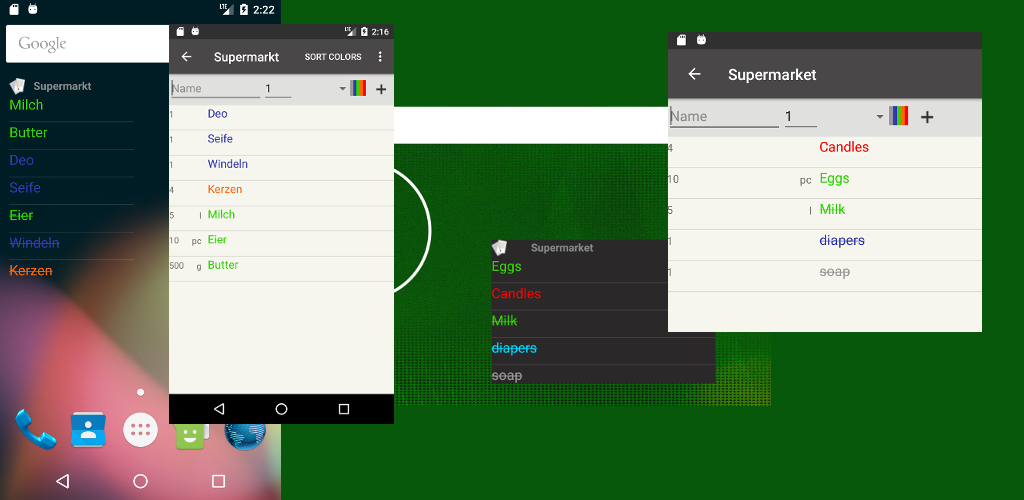 2:22
Google
Supermarkt
Milch
Butter
Deo
Seife
Eier
Windeln
Kerzen
LTE 2:16
Supermarkt SORT COLORS
Name 1
1 Deo
1 Seife
1 Windeln
4 Kerzen
5 l Milch
10 pc Eier
500 g Butter
Supermarket
Eggs
Candles
Milk
diapers
soap
Supermarket
Name 1
4 Candles
10 pc Eggs
5 l Milk
1 diapers
1 soap